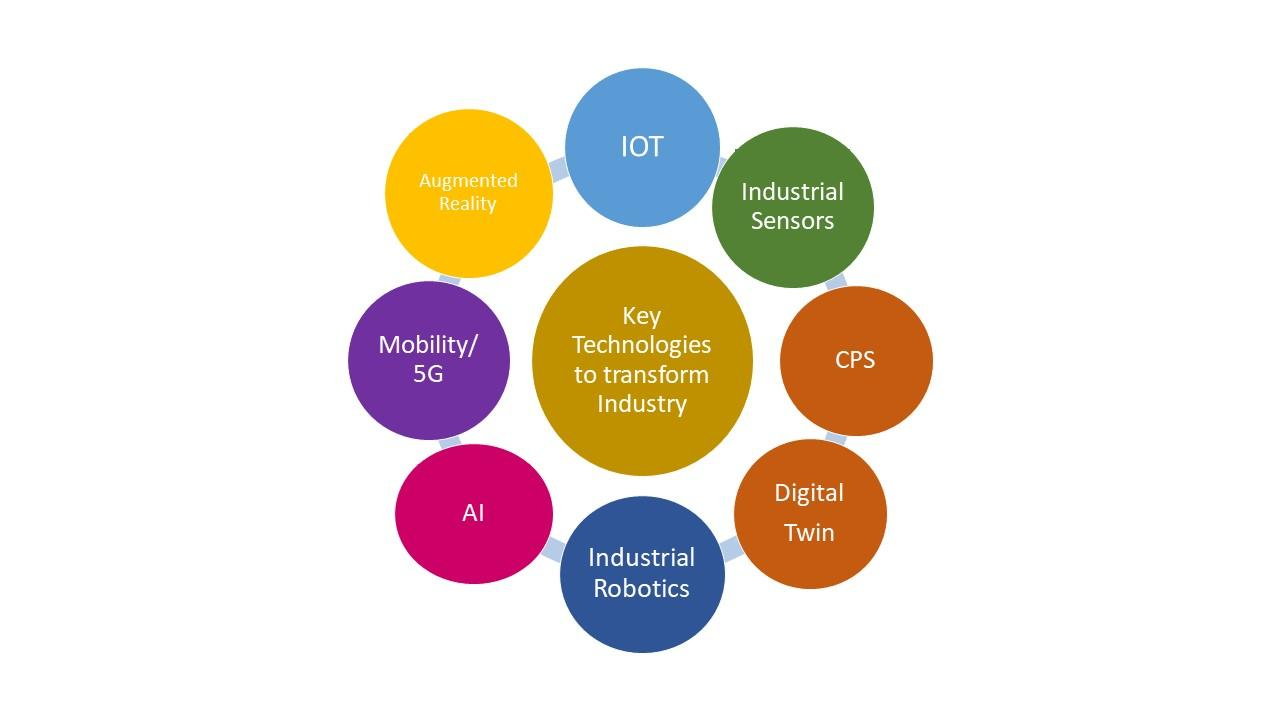 IOT
Industrial
Sensors
CPS
Digital
Twin
Industrial
Robotics
AI
Mobility/
5G
Augmented
Reality
Key
Technologies
to transform
Industry